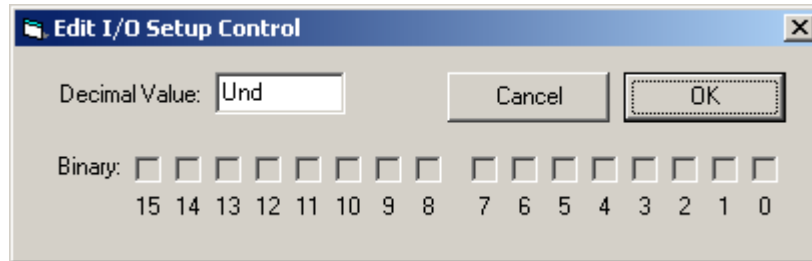 Edit I/O Setup Control
Decimal Value: Und Cancel OK
Binary:
15 14 13 12 11 10 9 8 7 6 5 4 3 2 1 0